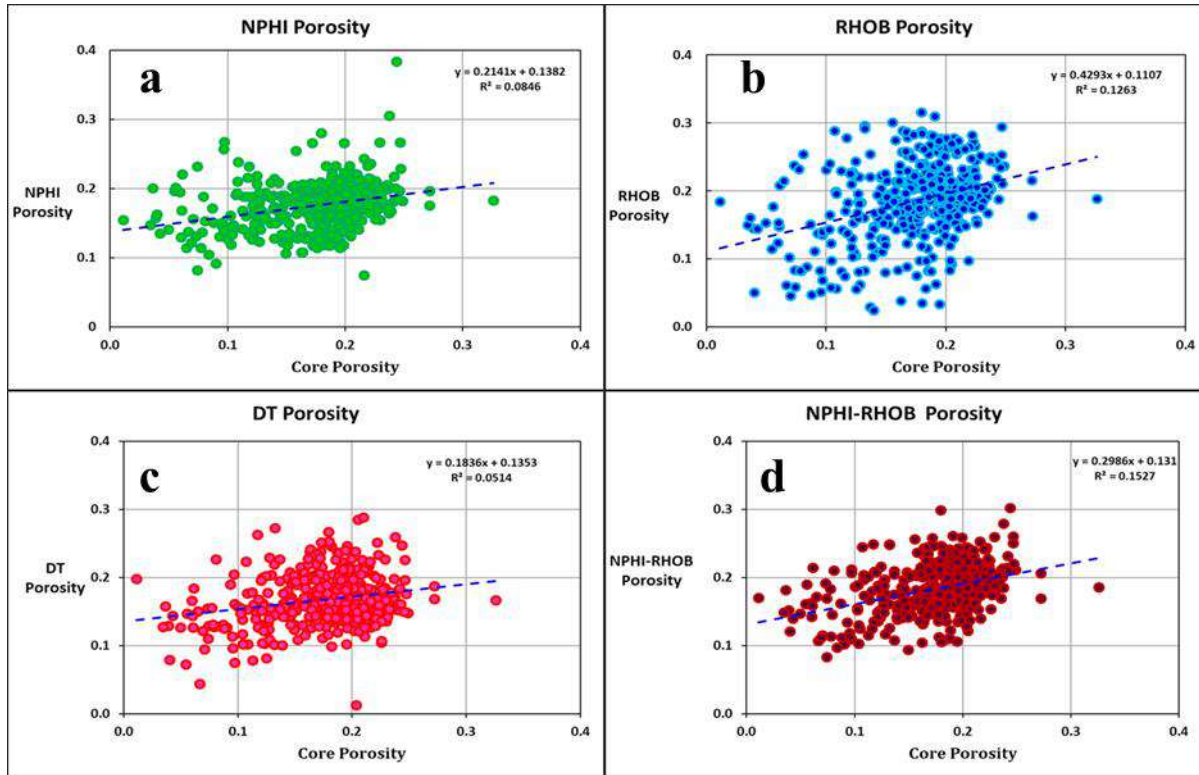 NPHI Porosity
a
y = 0.2141x + 0.1382
R² = 0.0846
0.4
0.3
0.2
0.1
0
NPHI
Porosity
0.0 0.1 0.2 0.3 0.4
Core Porosity
RHOB Porosity
b
y = 0.4293x + 0.1107
R² = 0.1263
0.4
0.3
0.2
0.1
0.0
RHOB
Porosity
0.0 0.1 0.2 0.3 0.4
Core Porosity
DT Porosity
c
y = 0.1836x + 0.1353
R² = 0.0514
0.4
0.3
0.2
0.1
0.0
DT
Porosity
0.0 0.1 0.2 0.3 0.4
Core Porosity
NPHI-RHOB Porosity
d
y = 0.2986x + 0.131
R² = 0.1527
0.4
0.3
0.2
0.1
0.0
NPHI-RHOB
Porosity
0.0 0.1 0.2 0.3 0.4
Core Porosity